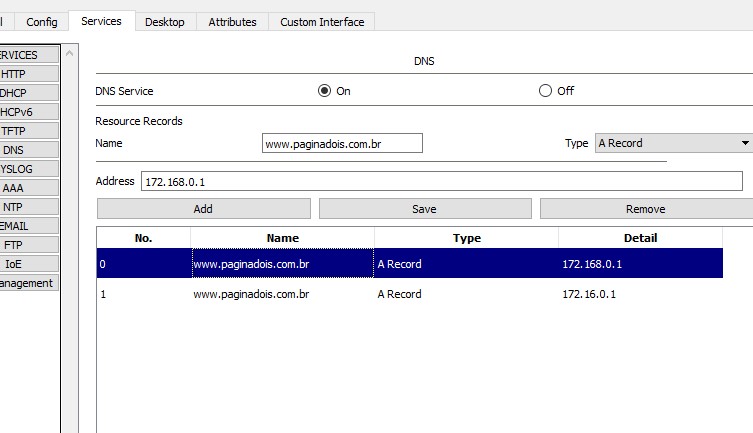 l Config Services Desktop Attributes Custom Interface
ERVICES
HTTP
DHCP
HCPv6
TFTP
DNS
YSLOG
AAA
NTP
EMAIL
FTP
IoE
anagement
DNS
DNS Service On Off
Resource Records
Name www.paginadois.com.br Type A Record
Address 172.168.0.1
Add Save Remove
No. Name Type Detail
0 www.paginadois.com.br A Record 172.168.0.1
1 www.paginadois.com.br A Record 172.16.0.1